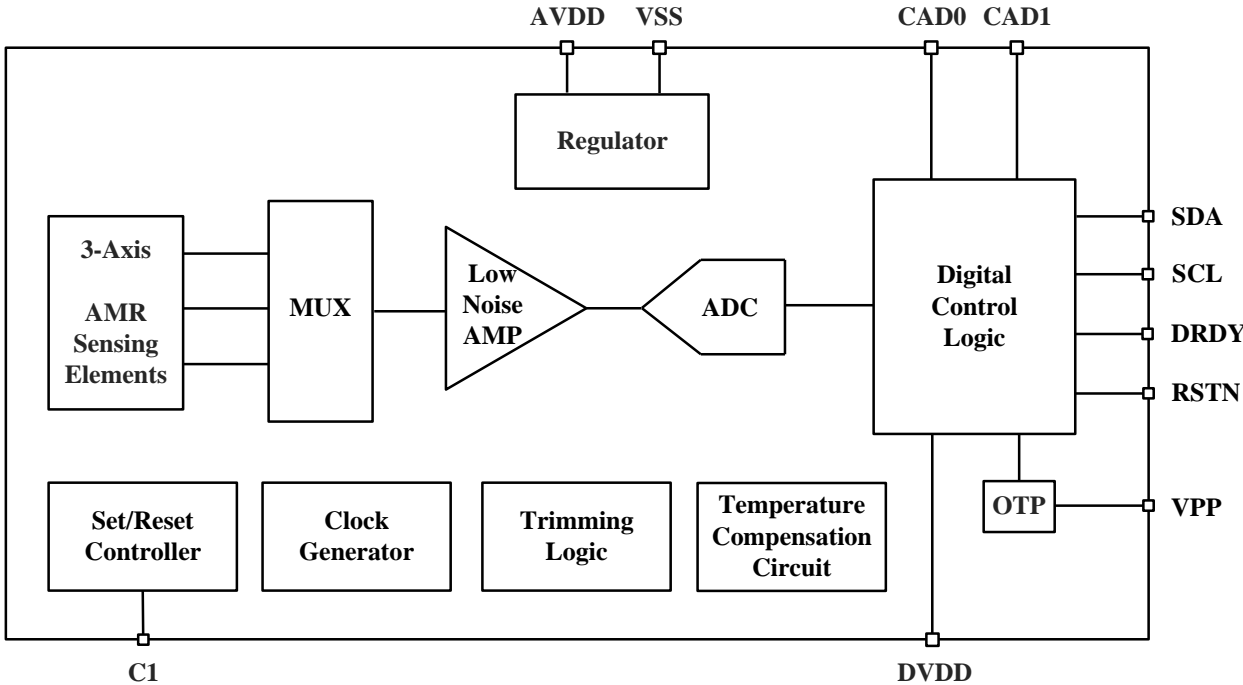 AVDD VSS CAD0 CAD1
Regulator
3-Axis
AMR
Sensing
Elements
MUX
Low
Noise
AMP
ADC
Digital
Control
Logic
SDA
SCL
DRDY
RSTN
Set/Reset
Controller
Clock
Generator
Trimming
Logic
Temperature
Compensation
Circuit
OTP
VPP
C1
DVDD